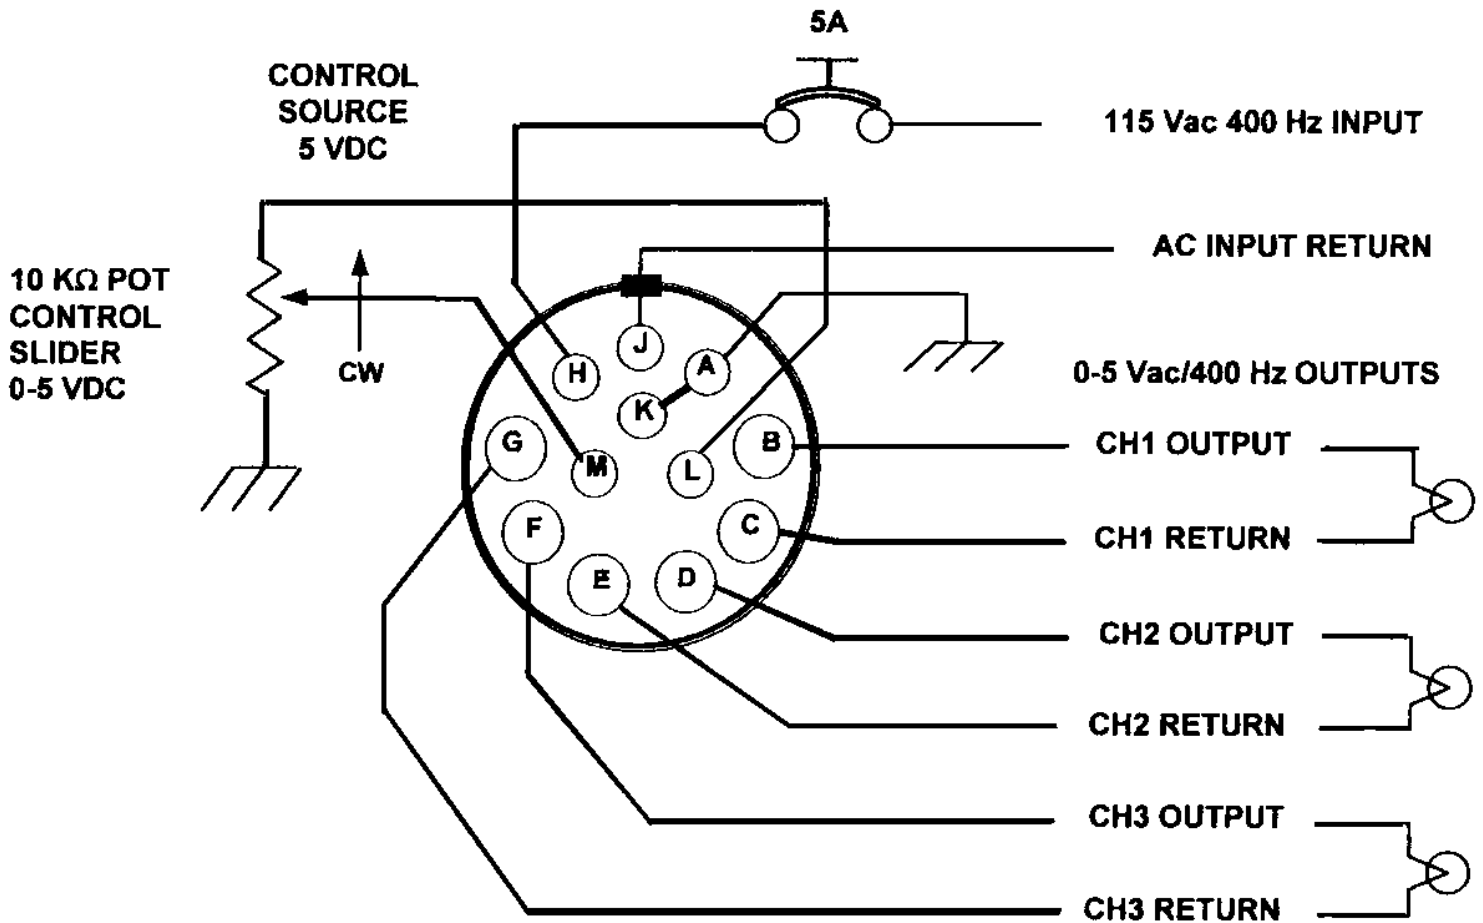 5A
CONTROL
SOURCE
5 VDC
115 Vac 400 Hz INPUT
AC INPUT RETURN
10 KΩ POT
CONTROL
SLIDER
0-5 VDC
CW
J
H
A
K
0-5 Vac/400 Hz OUTPUTS
G
M
L
B
CH1 OUTPUT
F
C
CH1 RETURN
E
D
CH2 OUTPUT
CH2 RETURN
CH3 OUTPUT
CH3 RETURN